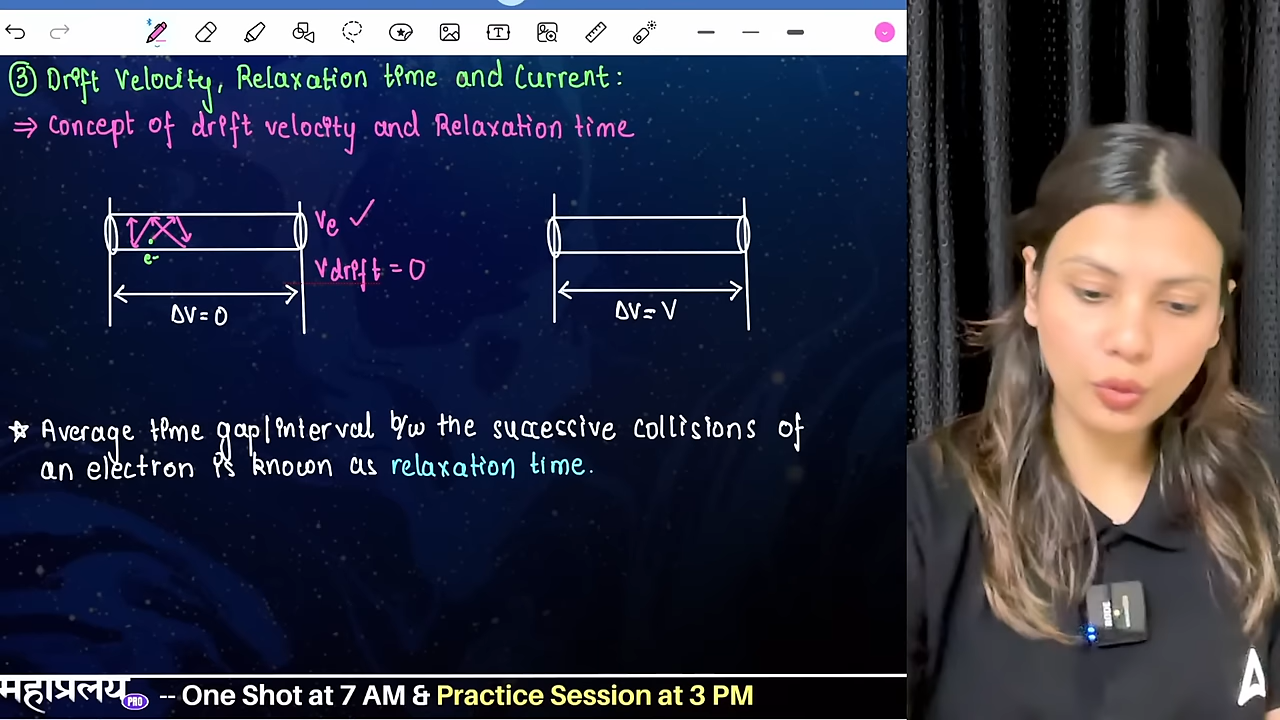 ③ Drift Velocity, Relaxation time and Current:
⇒ Concept of drift velocity and Relaxation time
Ve ✓
e-
Vdrift = 0
ΔV = 0
ΔV = V
☆ Average time gap/interval b/w the successive collisions of
an electron is known as relaxation time.
महाप्रलय PRO -- One Shot at 7 AM & Practice Session at 3 PM